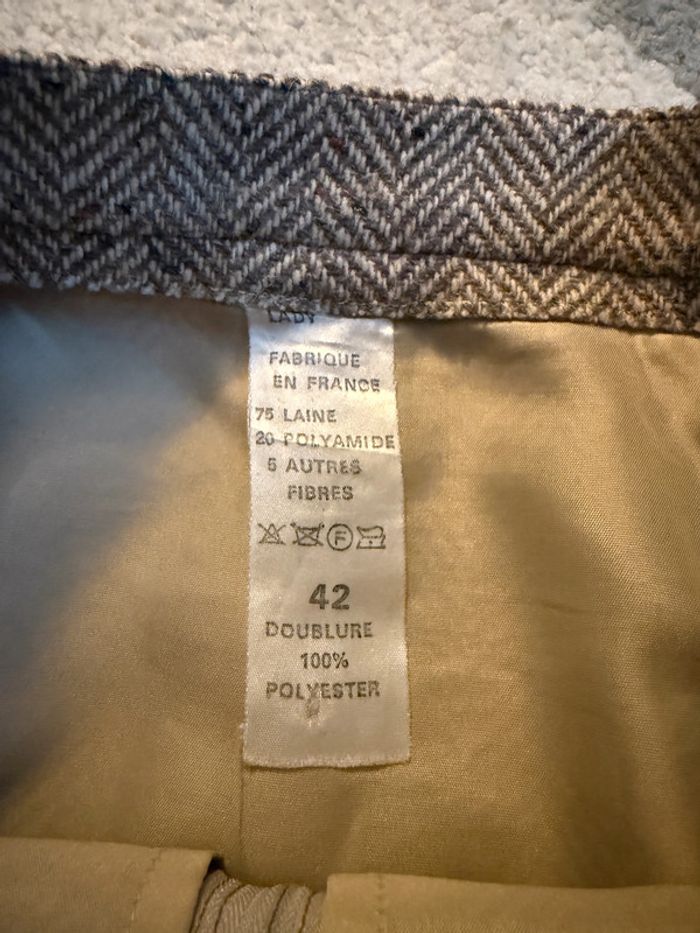 LADY
FABRIQUE
EN FRANCE
75 LAINE
20 POLYAMIDE
5 AUTRES
FIBRES
F
42
DOUBLURE
100%
POLYESTER